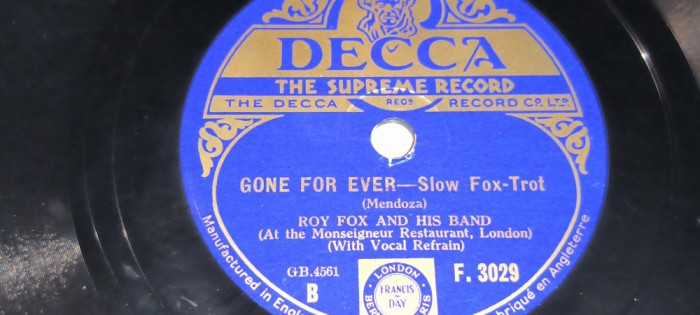 DECCA
THE SUPREME RECORD
THE DECCA REGD RECORD CO. LTD.
GONE FOR EVER—Slow Fox-Trot
(Mendoza)
ROY FOX AND HIS BAND
(At the Monseigneur Restaurant, London)
(With Vocal Refrain)
GB.4561
B
F. 3029
LONDON
FRANCIS
DAY
Manufactured in
en Angleterre